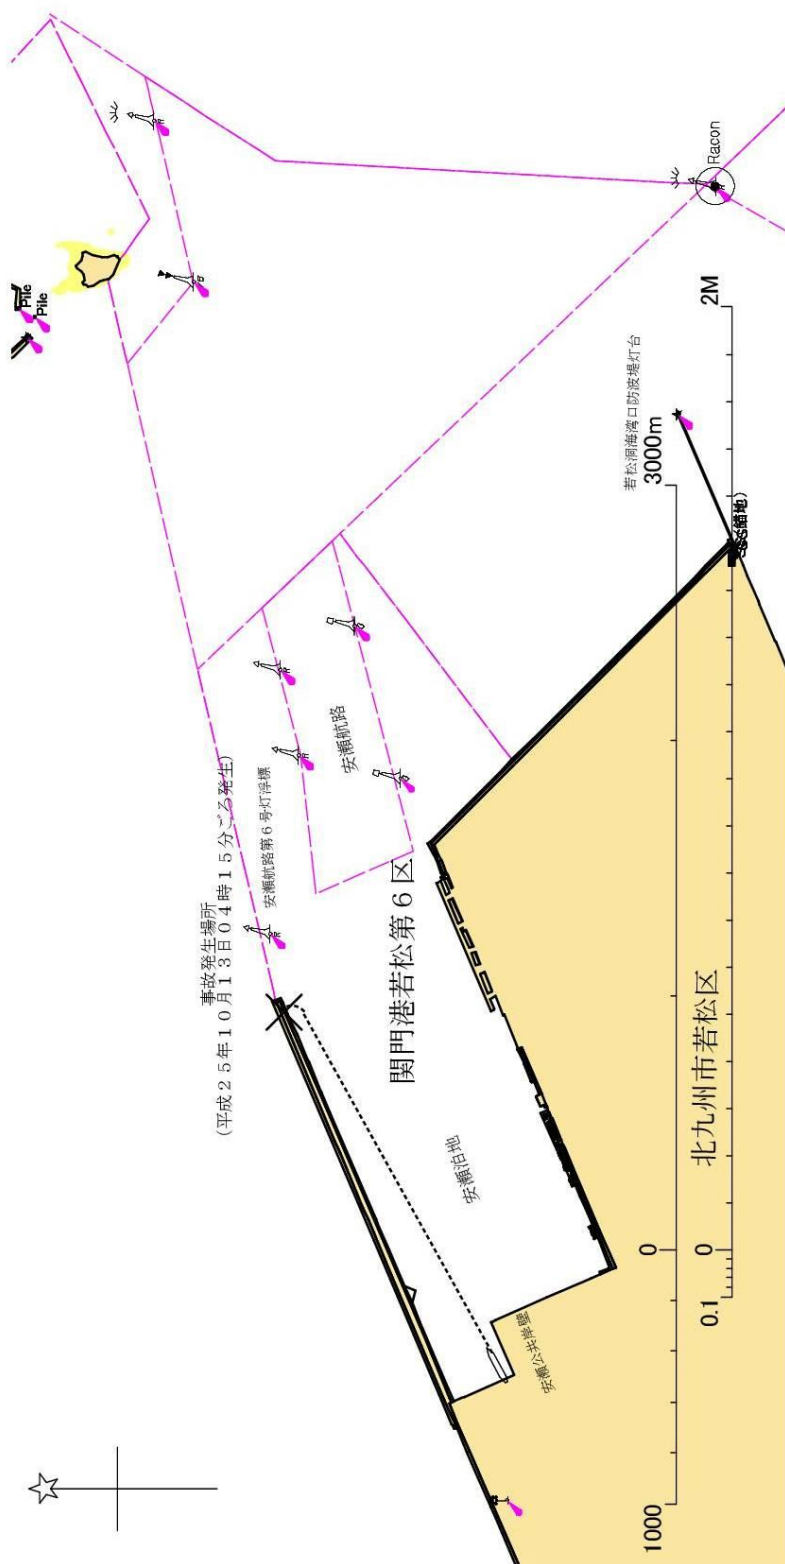 Pile
Pile
Racon
2M
若松洞海湾口防波堤灯台
3000m
事故発生場所
(平成25年10月13日04時15分ごろ発生)
安瀬航路第6号灯浮標
安瀬航路
関門港若松第6区
安瀬泊地
北九州市若松区
安瀬公共岸壁
0
0
0.1
1000